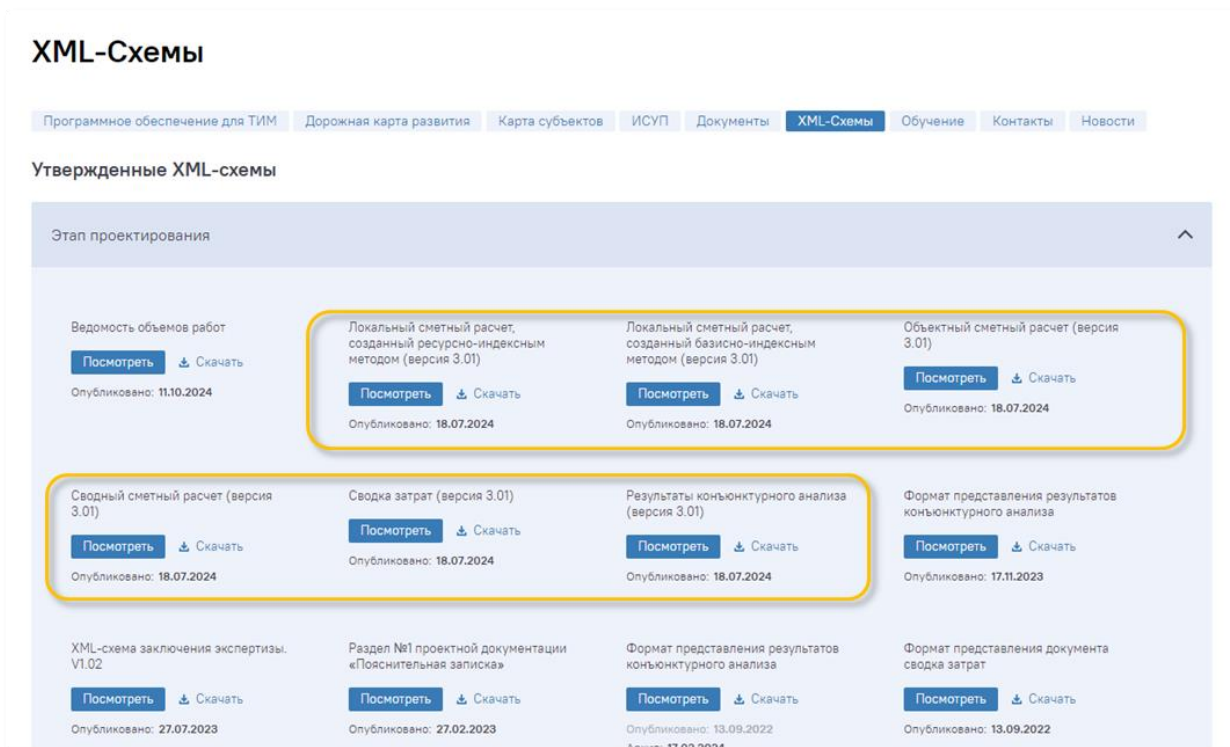 XML-Схемы
Программное обеспечение для ТИМ Дорожная карта развития Карта субъектов ИСУП Документы XML-Схемы Обучение Контакты Новости
Утвержденные XML-схемы
Этап проектирования
Ведомость объемов работ
Посмотреть Скачать
Опубликовано: 11.10.2024
Локальный сметный расчет,
созданный ресурсно-индексным
методом (версия 3.01)
Посмотреть Скачать
Опубликовано: 18.07.2024
Локальный сметный расчет,
созданный базисно-индексным
методом (версия 3.01)
Посмотреть Скачать
Опубликовано: 18.07.2024
Объектный сметный расчет (версия
3.01)
Посмотреть Скачать
Опубликовано: 18.07.2024
Сводный сметный расчет (версия
3.01)
Посмотреть Скачать
Опубликовано: 18.07.2024
Сводка затрат (версия 3.01)
Посмотреть Скачать
Опубликовано: 18.07.2024
Результаты конъюнктурного анализа
(версия 3.01)
Посмотреть Скачать
Опубликовано: 18.07.2024
Формат представления результатов
конъюнктурного анализа
Посмотреть Скачать
Опубликовано: 17.11.2023
XML-схема заключения экспертизы.
V1.02
Посмотреть Скачать
Опубликовано: 27.07.2023
Раздел №1 проектной документации
«Пояснительная записка»
Посмотреть Скачать
Опубликовано: 27.02.2023
Формат представления результатов
конъюнктурного анализа
Посмотреть Скачать
Опубликовано: 13.09.2022
Формат представления документа
сводка затрат
Посмотреть Скачать
Опубликовано: 13.09.2022